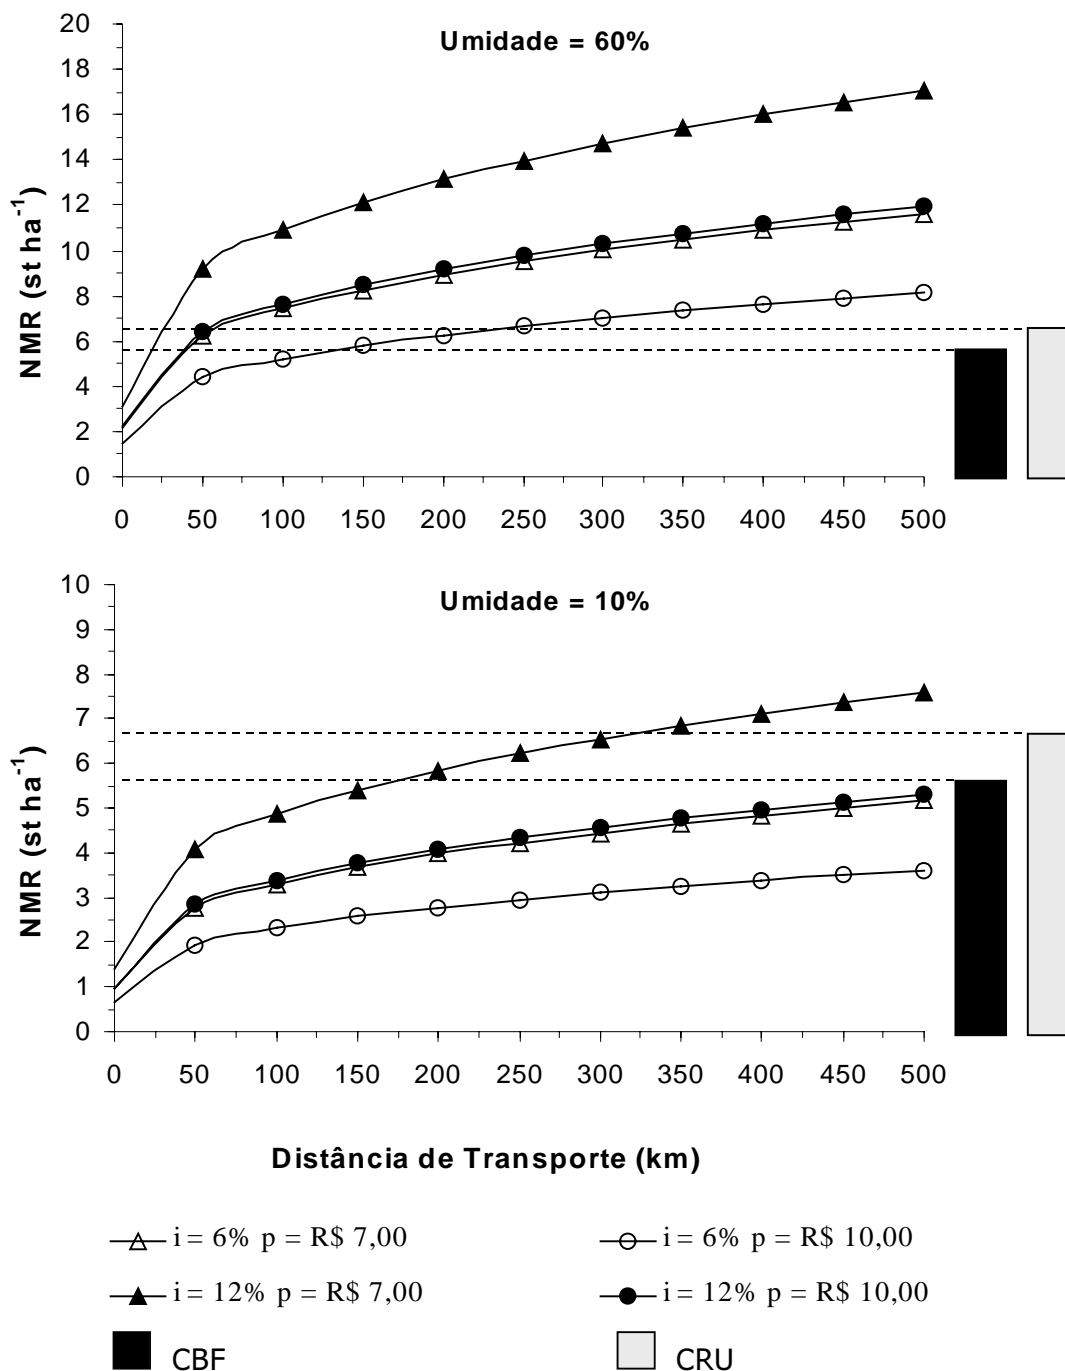 Umidade = 60%
NMR (st ha-1)
20
18
16
14
12
10
8
6
4
2
0
0 50 100 150 200 250 300 350 400 450 500
Umidade = 10%
NMR (st ha-1)
10
9
8
7
6
5
4
3
2
1
0
0 50 100 150 200 250 300 350 400 450 500
Distância de Transporte (km)
i = 6% p = R$ 7,00
i = 6% p = R$ 10,00
i = 12% p = R$ 7,00
i = 12% p = R$ 10,00
CBF
CRU